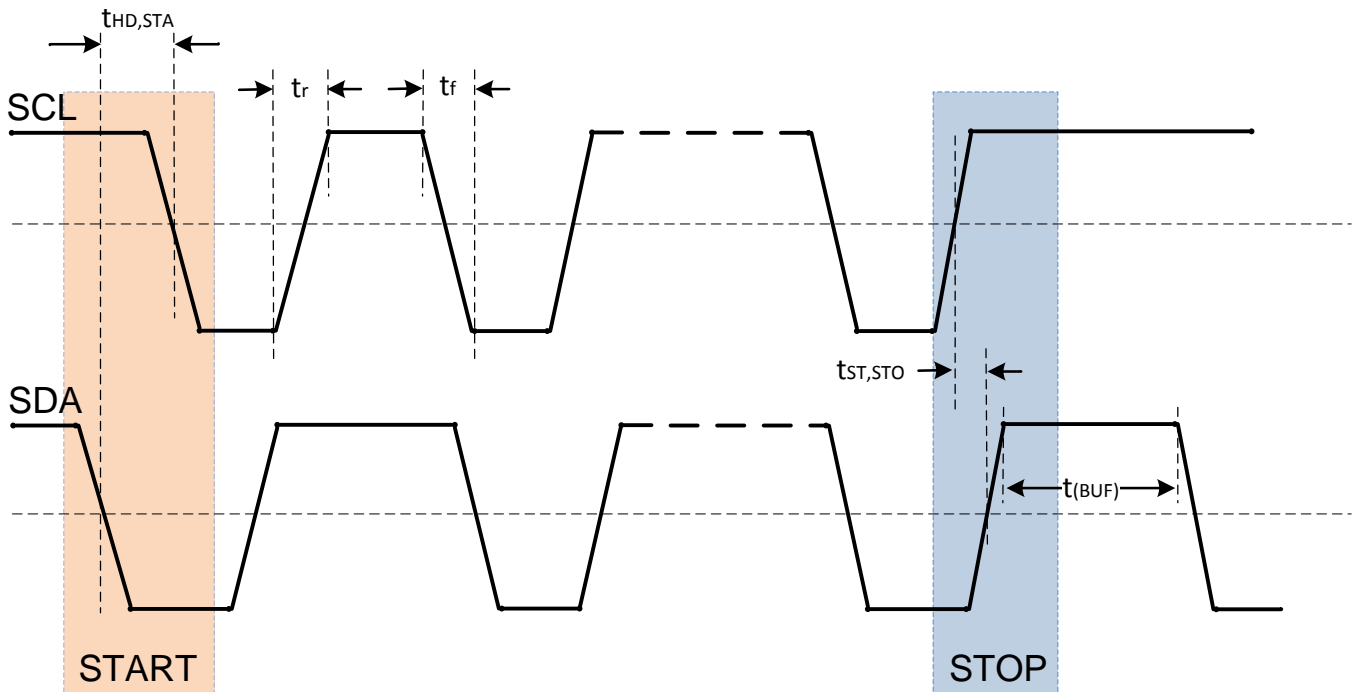 tHD,STA
tr
tf
SCL
tST,STO
SDA
t(BUF)
START
STOP